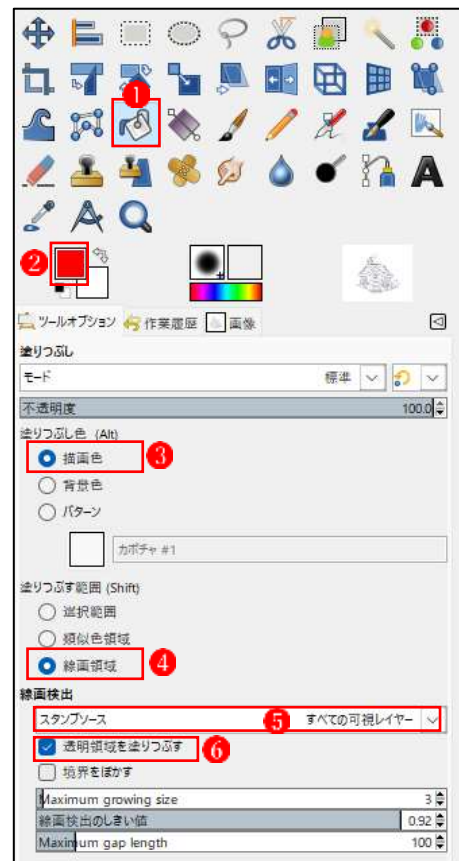 1
2
ツールオプション 作業履歴 画像
塗りつぶし
モード 標準
不透明度 100.0
塗りつぶし色 (Alt)
描画色 3
背景色
パターン
カボチャ #1
塗りつぶす範囲 (Shift)
選択範囲
類似色領域
線画領域 4
線画検出
スタンプソース 5 すべての可視レイヤー
透明領域を塗りつぶす 6
境界をぼかす
Maximum growing size 3
線画検出のしきい値 0.92
Maximum gap length 100